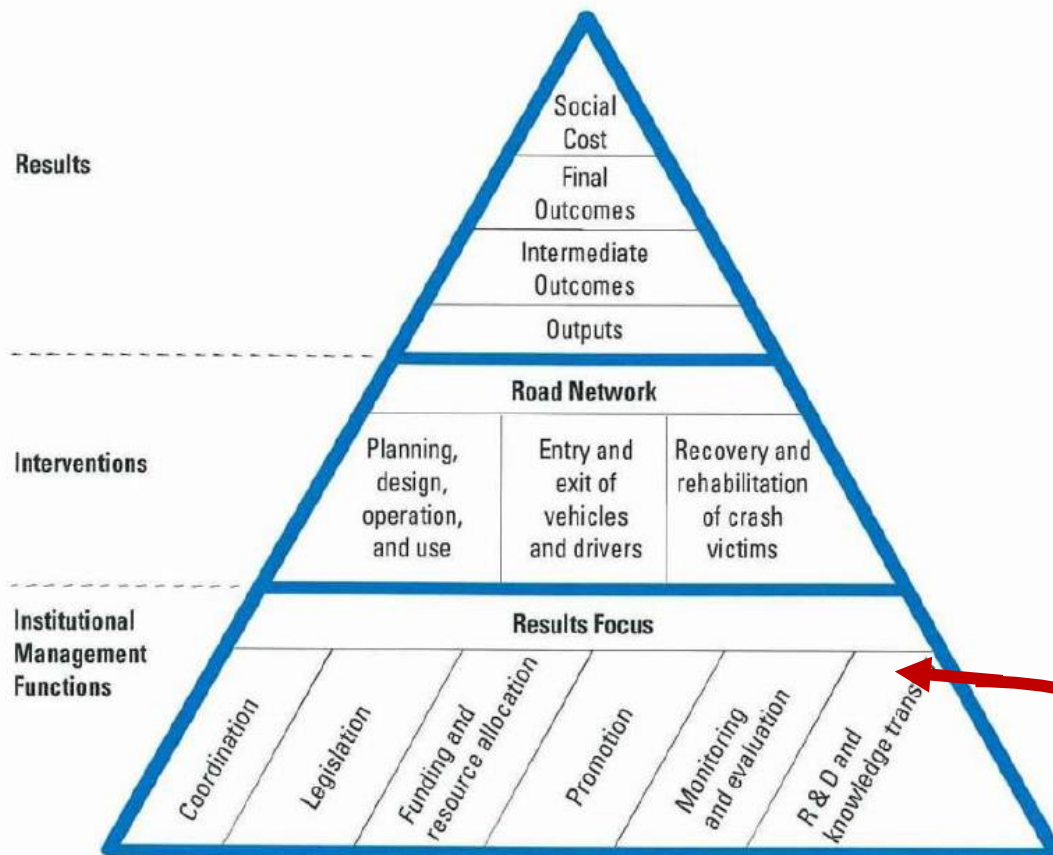 Social
Cost
Results
Final
Outcomes
Intermediate
Outcomes
Outputs
Road Network
Interventions
Planning,
design,
operation,
and use
Entry and
exit of
vehicles
and drivers
Recovery and
rehabilitation
of crash
victims
Institutional
Management
Functions
Results Focus
Coordination
Legislation
Funding and
resource allocation
Promotion
Monitoring
and evaluation
R & D and
knowledge trans